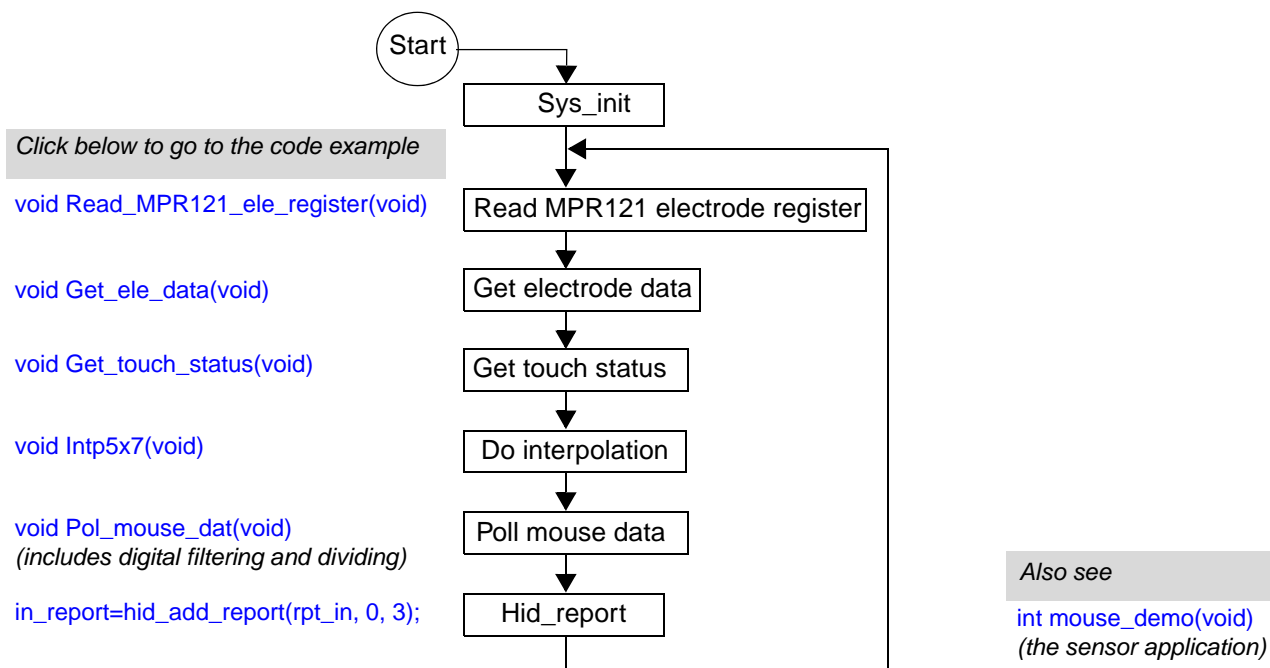 Start
Sys_init
Click below to go to the code example
void Read_MPR121_ele_register(void)
Read MPR121 electrode register
void Get_ele_data(void)
Get electrode data
void Get_touch_status(void)
Get touch status
void Intp5x7(void)
Do interpolation
void Pol_mouse_dat(void)
(includes digital filtering and dividing)
Poll mouse data
in_report=hid_add_report(rpt_in, 0, 3);
Hid_report
Also see
int mouse_demo(void)
(the sensor application)